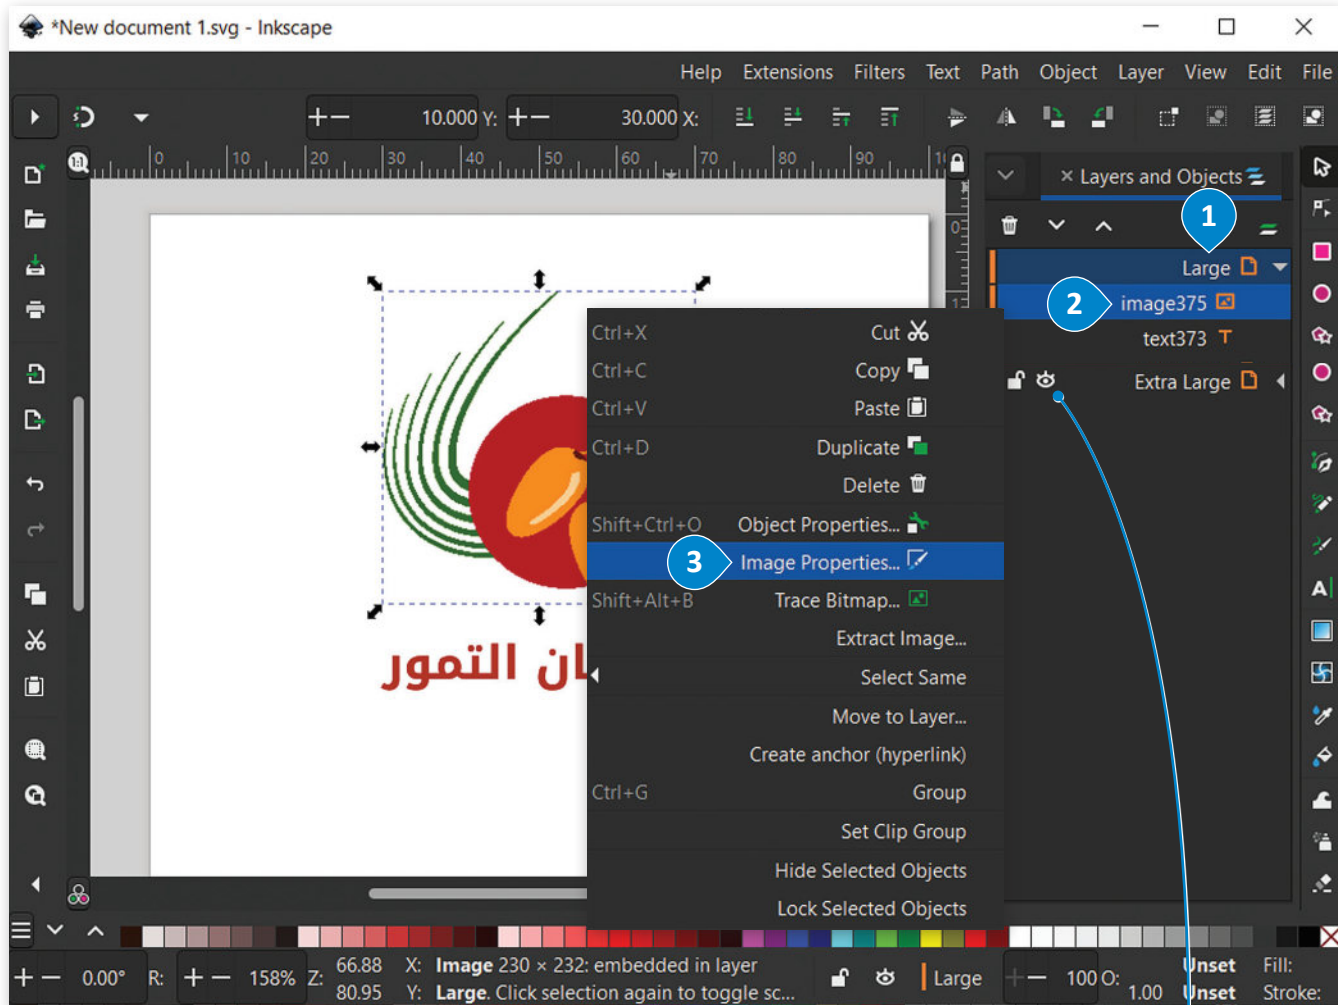 *New document 1.svg - Inkscape
Help Extensions Filters Text Path Object Layer View Edit File
10.000 Y: 30.000 X:
0 10 20 30 40 50 60 70 80 90
Layers and Objects
1
Large
2 image375
text373
Extra Large
Ctrl+X Cut
Ctrl+C Copy
Ctrl+V Paste
Ctrl+D Duplicate
Delete
Shift+Ctrl+O Object Properties...
3 Image Properties...
Shift+Alt+B Trace Bitmap...
Extract Image...
Select Same
Move to Layer...
Create anchor (hyperlink)
Ctrl+G Group
Set Clip Group
Hide Selected Objects
Lock Selected Objects
التمور
0.00° R: 158% Z: 66.88 X: Image 230 × 232: embedded in layer
80.95 Y: Large. Click selection again to toggle sc...
Large 100 O: 1.00 Unset Fill:
Unset Stroke: